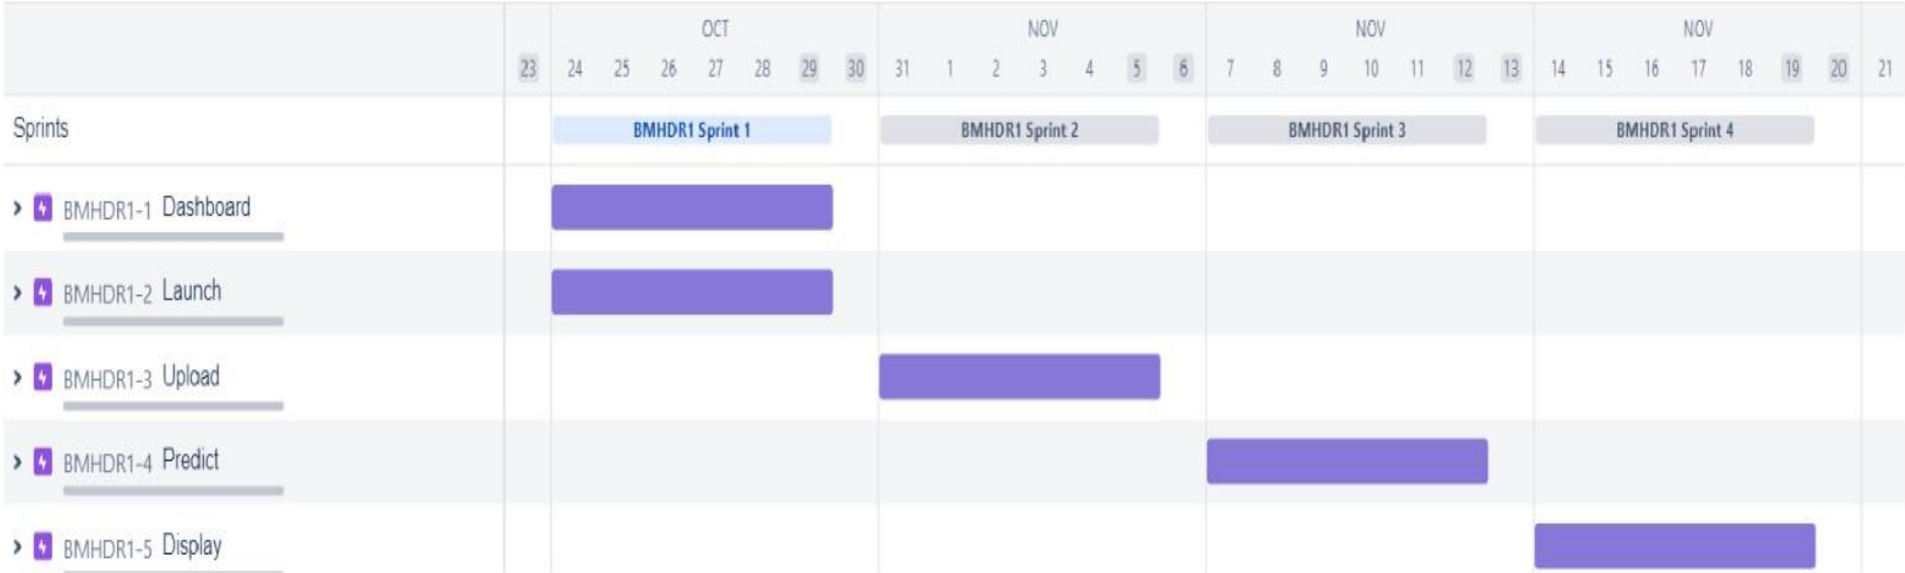 OCT NOV NOV NOV
23 24 25 26 27 28 29 30 31 1 2 3 4 5 6 7 8 9 10 11 12 13 14 15 16 17 18 19 20 21
Sprints BMHDR1 Sprint 1 BMHDR1 Sprint 2 BMHDR1 Sprint 3 BMHDR1 Sprint 4
BMHDR1-1 Dashboard
BMHDR1-2 Launch
BMHDR1-3 Upload
BMHDR1-4 Predict
BMHDR1-5 Display